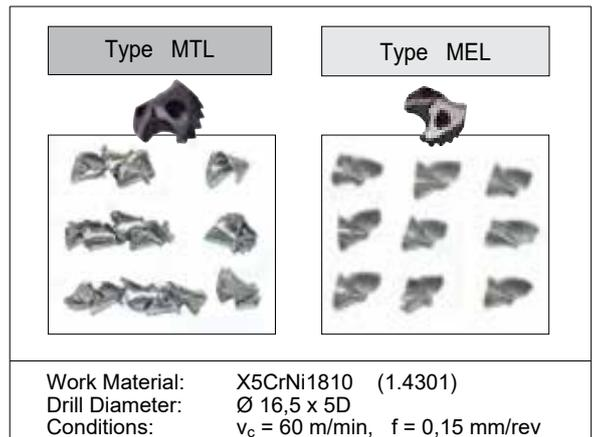 Type MTL
Type MEL
Work Material: X5CrNi1810 (1.4301)
Drill Diameter: Ø 16,5 x 5D
Conditions: vc = 60 m/min, f = 0,15 mm/rev